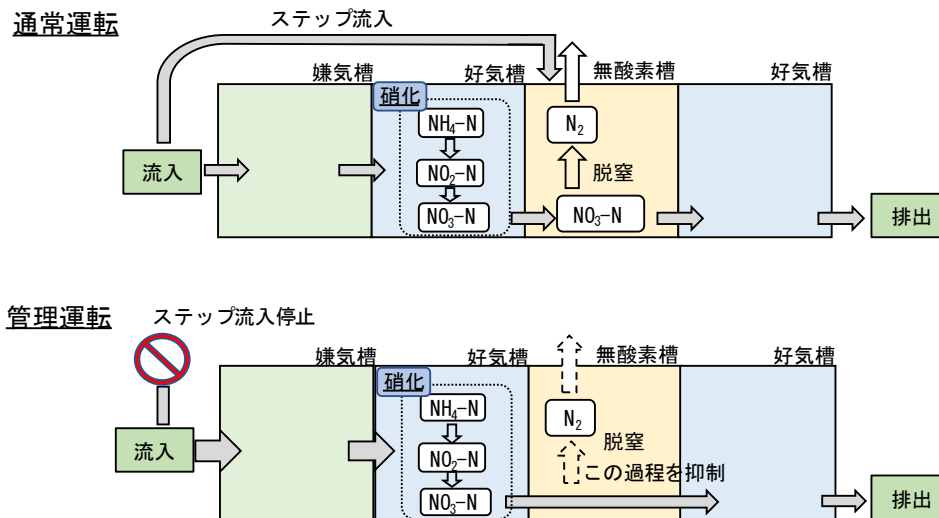 通常運転
ステップ流入
嫌気槽
好気槽
無酸素槽
好気槽
硝化
NH₄-N
N₂
流入
NO₂-N
脱窒
NO₃-N
NO₃-N
排出
管理運転
ステップ流入停止
嫌気槽
好気槽
無酸素槽
好気槽
硝化
NH₄-N
N₂
流入
NO₂-N
脱窒
この過程を抑制
NO₃-N
排出